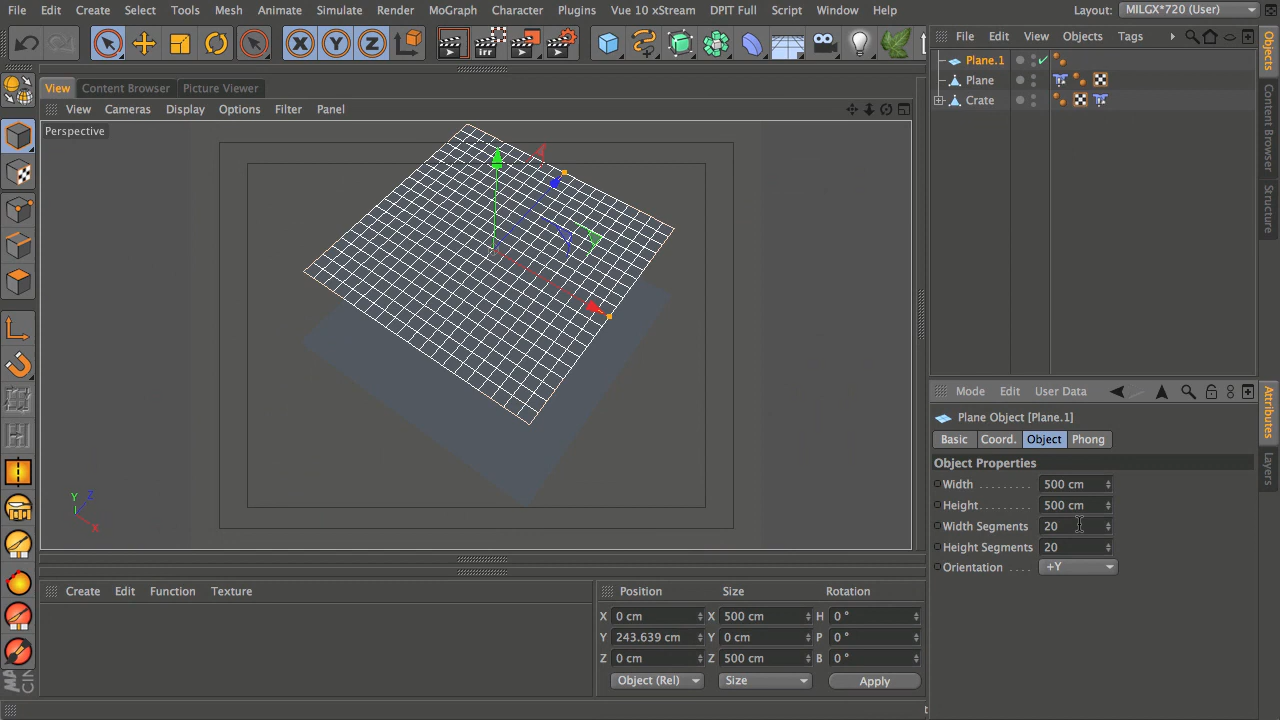 File Edit Create Select Tools Mesh Animate Simulate Render MoGraph Character Plugins Vue 10 xStream DPIT Full Script Window Help Layout: MILGX*720 (User)
X Y Z File Edit View Objects Tags
Objects
View Content Browser Picture Viewer
View Cameras Display Options Filter Panel
Perspective
Plane.1
Plane
Crate
Content Browser
Structure
Mode Edit User Data
Plane Object [Plane.1]
Attributes
Basic Coord. Object Phong
Layers
Object Properties
Width . . . . . . . . . 500 cm
Height. . . . . . . . . 500 cm
Width Segments 20
Height Segments 20
Orientation . . . . +Y
Y Z
X
Create Edit Function Texture
Position Size Rotation
X 0 cm X 500 cm H 0 °
Y 243.639 cm Y 0 cm P 0 °
Z 0 cm Z 500 cm B 0 °
Object (Rel) Size Apply